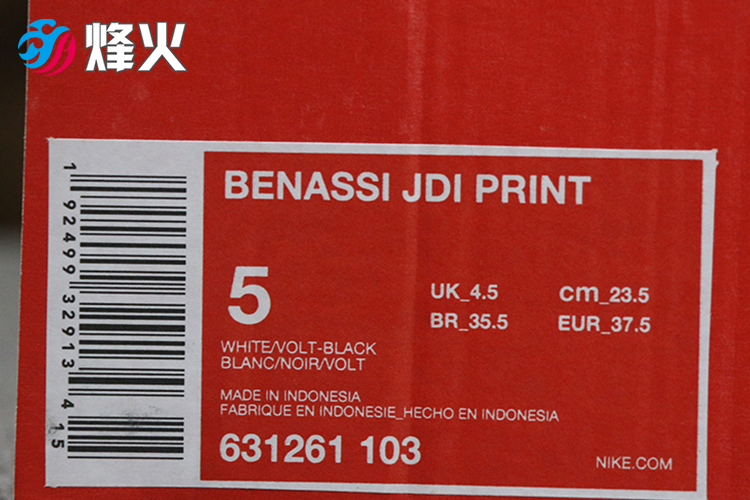 烽火
BENASSI JDI PRINT
5
UK_4.5
cm_23.5
BR_35.5
EUR_37.5
WHITE/VOLT-BLACK
BLANC/NOIR/VOLT
MADE IN INDONESIA
FABRIQUE EN INDONESIE_HECHO EN INDONESIA
631261 103
NIKE.COM
1 92499 32913 4 15